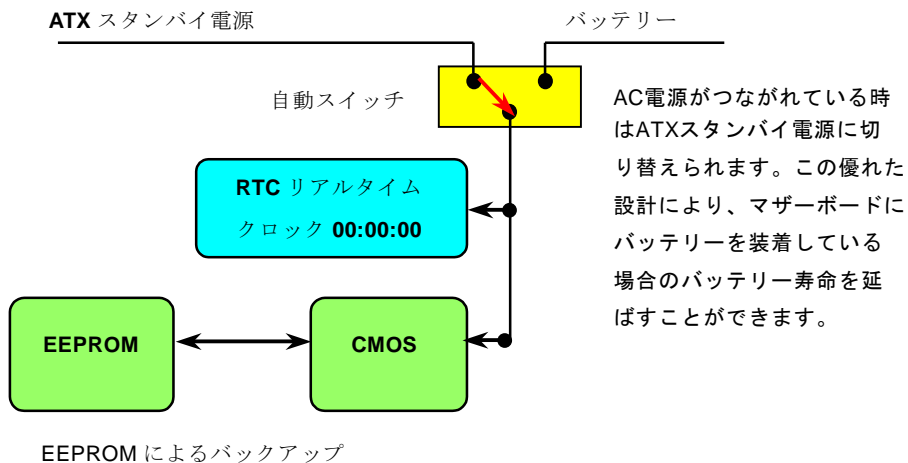 ATX スタンバイ電源
バッテリー
自動スイッチ
AC電源がつながれている時
はATXスタンバイ電源に切
り替えられます。この優れた
設計により、マザーボードに
バッテリーを装着している
場合のバッテリー寿命を延
ばすことができます。
RTC リアルタイム
クロック 00:00:00
EEPROM
CMOS
EEPROM によるバックアップ